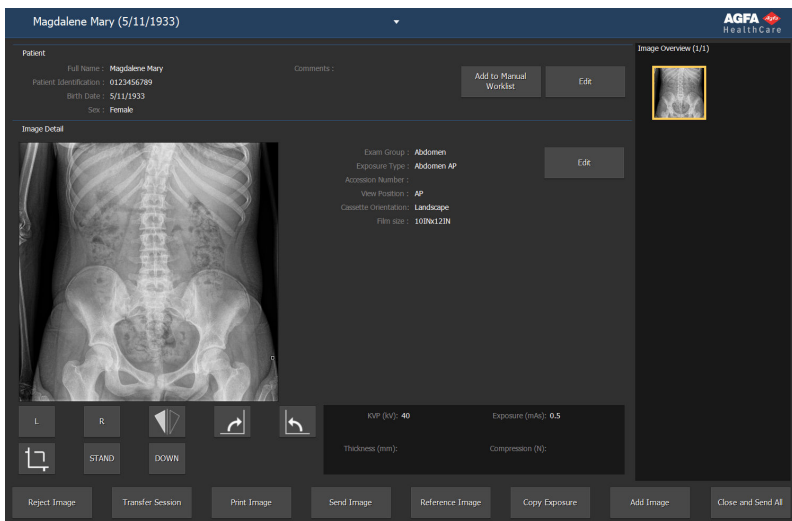 Magdalene Mary (5/11/1933)
AGFA
HealthCare
Patient
Full Name : Magdalene Mary
Patient Identification : 0123456789
Birth Date : 5/11/1933
Sex : Female
Comments :
Add to Manual
Worklist
Edit
Image Overview (1/1)
Image Detail
Exam Group : Abdomen
Exposure Type : Abdomen AP
Accession Number :
View Position : AP
Cassette Orientation: Landscape
Film size : 10INx12IN
Edit
L
R
STAND
DOWN
KVP (kV): 40
Exposure (mAs): 0.5
Thickness (mm):
Compression (N):
Reject Image
Transfer Session
Print Image
Send Image
Reference Image
Copy Exposure
Add Image
Close and Send All